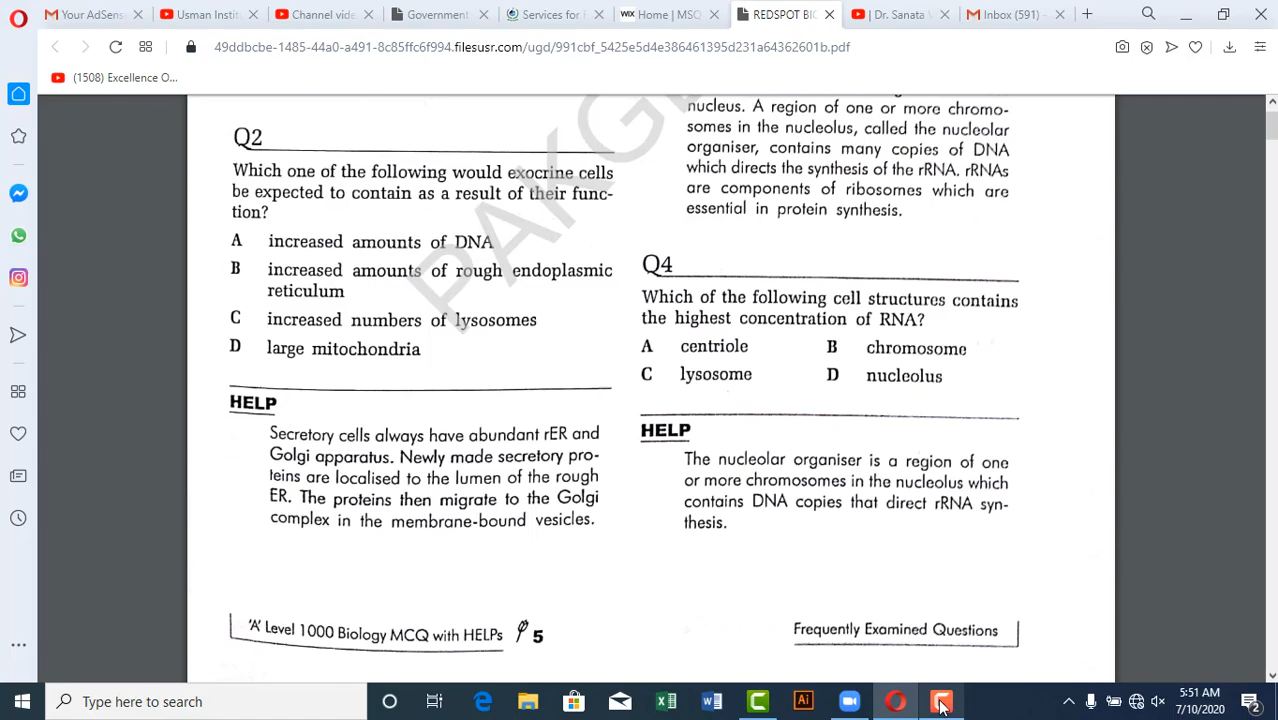 Your AdSens
Usman Instit
Channel vide
Government
Services for F
WIX Home | MSQ
REDSPOT BIO
| Dr. Sanata V
Inbox (591) –
49ddbcbe-1485-44a0-a491-8c85ffc6f994.filesusr.com/ugd/991cbf_5425e5d4e386461395d231a64362601b.pdf
(1508) Excellence O...
Q2
Which one of the following would exocrine cells
be expected to contain as a result of their func-
tion?
A increased amounts of DNA
B increased amounts of rough endoplasmic
reticulum
C increased numbers of lysosomes
D large mitochondria
HELP
Secretory cells always have abundant rER and
Golgi apparatus. Newly made secretory pro-
teins are localised to the lumen of the rough
ER. The proteins then migrate to the Golgi
complex in the membrane-bound vesicles.
nucleus. A region of one or more chromo-
somes in the nucleolus, called the nucleolar
organiser, contains many copies of DNA
which directs the synthesis of the rRNA. rRNAs
are components of ribosomes which are
essential in protein synthesis.
Q4
Which of the following cell structures contains
the highest concentration of RNA?
A centriole B chromosome
C lysosome D nucleolus
HELP
The nucleolar organiser is a region of one
or more chromosomes in the nucleolus which
contains DNA copies that direct rRNA syn-
thesis.
'A' Level 1000 Biology MCQ with HELPs 5
Frequently Examined Questions
Type here to search
5:51 AM
7/10/2020
2